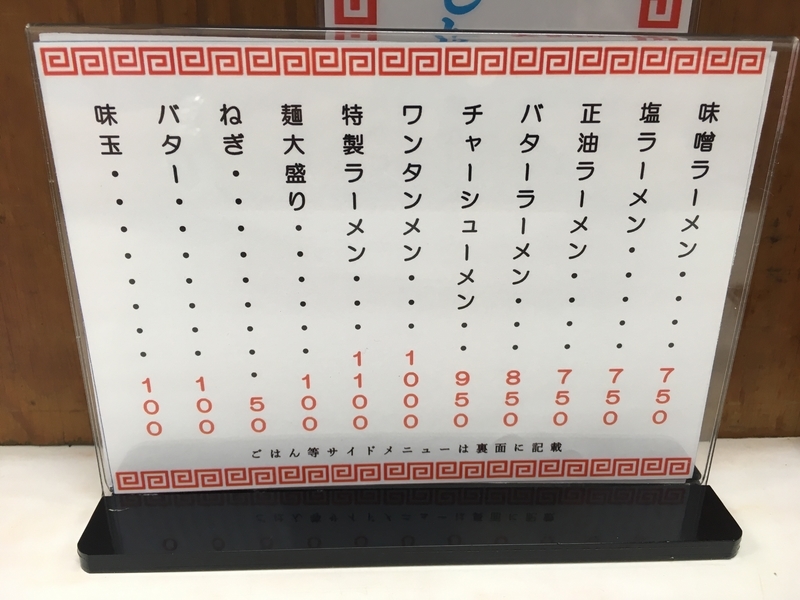 味噌ラーメン・・・・750
塩ラーメン・・・・・750
正油ラーメン・・・・750
バターラーメン・・・850
チャーシューメン・・950
ワンタンメン・・・1000
特製ラーメン・・・1100
麺大盛り・・・・・・100
ねぎ・・・・・・・・50
バター・・・・・・・100
味玉・・・・・・・・100
ごはん等サイドメニューは裏面に記載